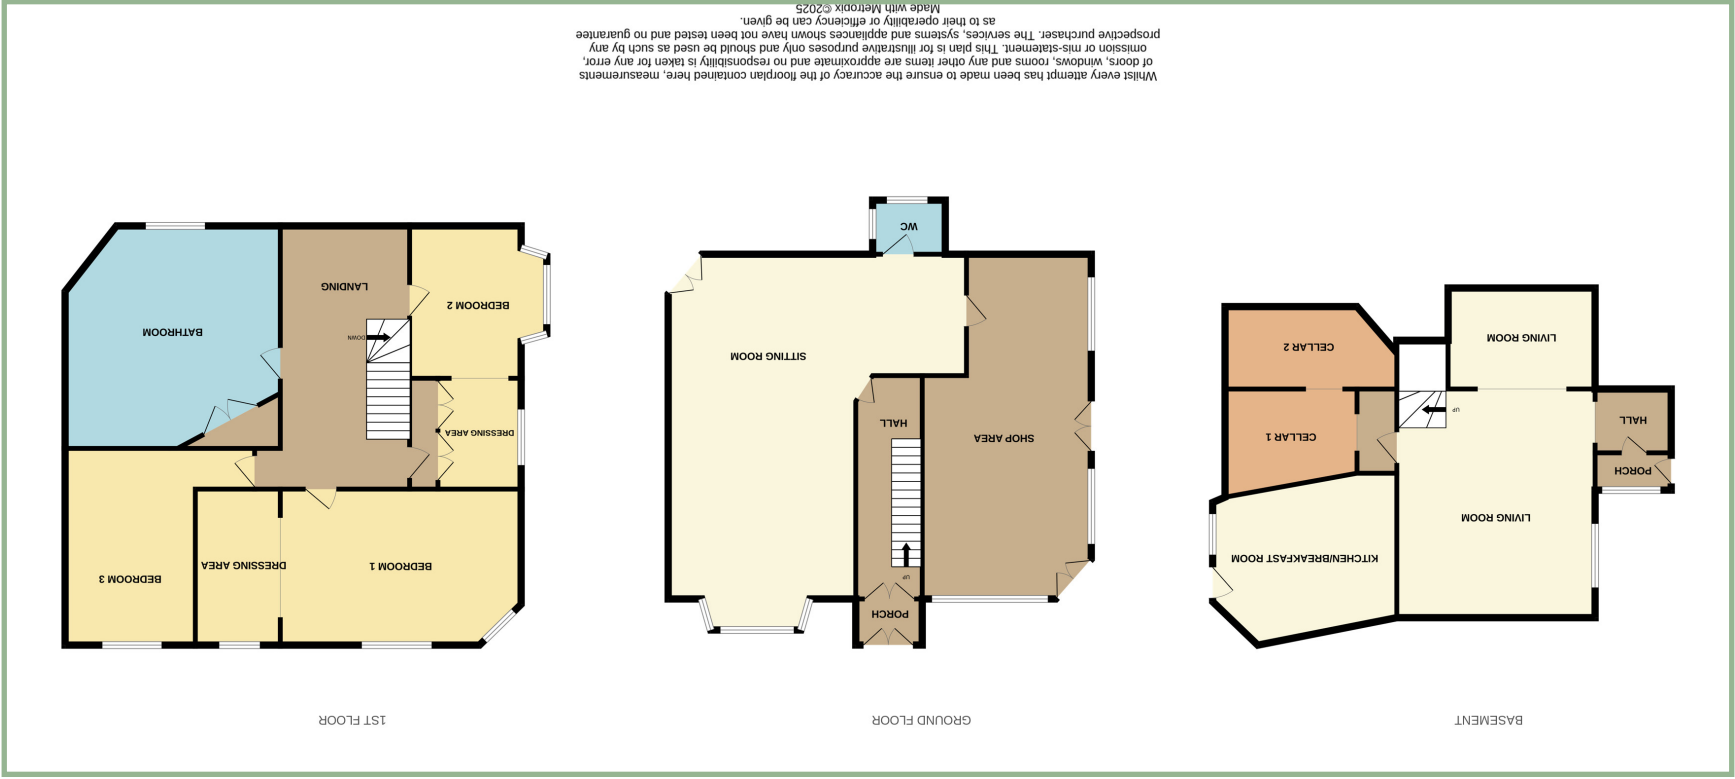 BASEMENT
GROUND FLOOR
1ST FLOOR
KITCHEN/BREAKFAST ROOM
LIVING ROOM
PORCH
HALL
CELLAR 1
UP
CELLAR 2
LIVING ROOM
PORCH
UP
HALL
SHOP AREA
SITTING ROOM
WC
BEDROOM 1
DRESSING AREA
BEDROOM 3
DRESSING AREA
BATHROOM
DOWN
BEDROOM 2
LANDING
Whilst every attempt has been made to ensure the accuracy of the floorplan contained here, measurements
of doors, windows, rooms and any other items are approximate and no responsibility is taken for any error,
omission or mis-statement. This plan is for illustrative purposes only and should be used as such by any
prospective purchaser. The services, systems and appliances shown have not been tested and no guarantee
as to their operability or efficiency can be given.
Made with Metropix ©2025